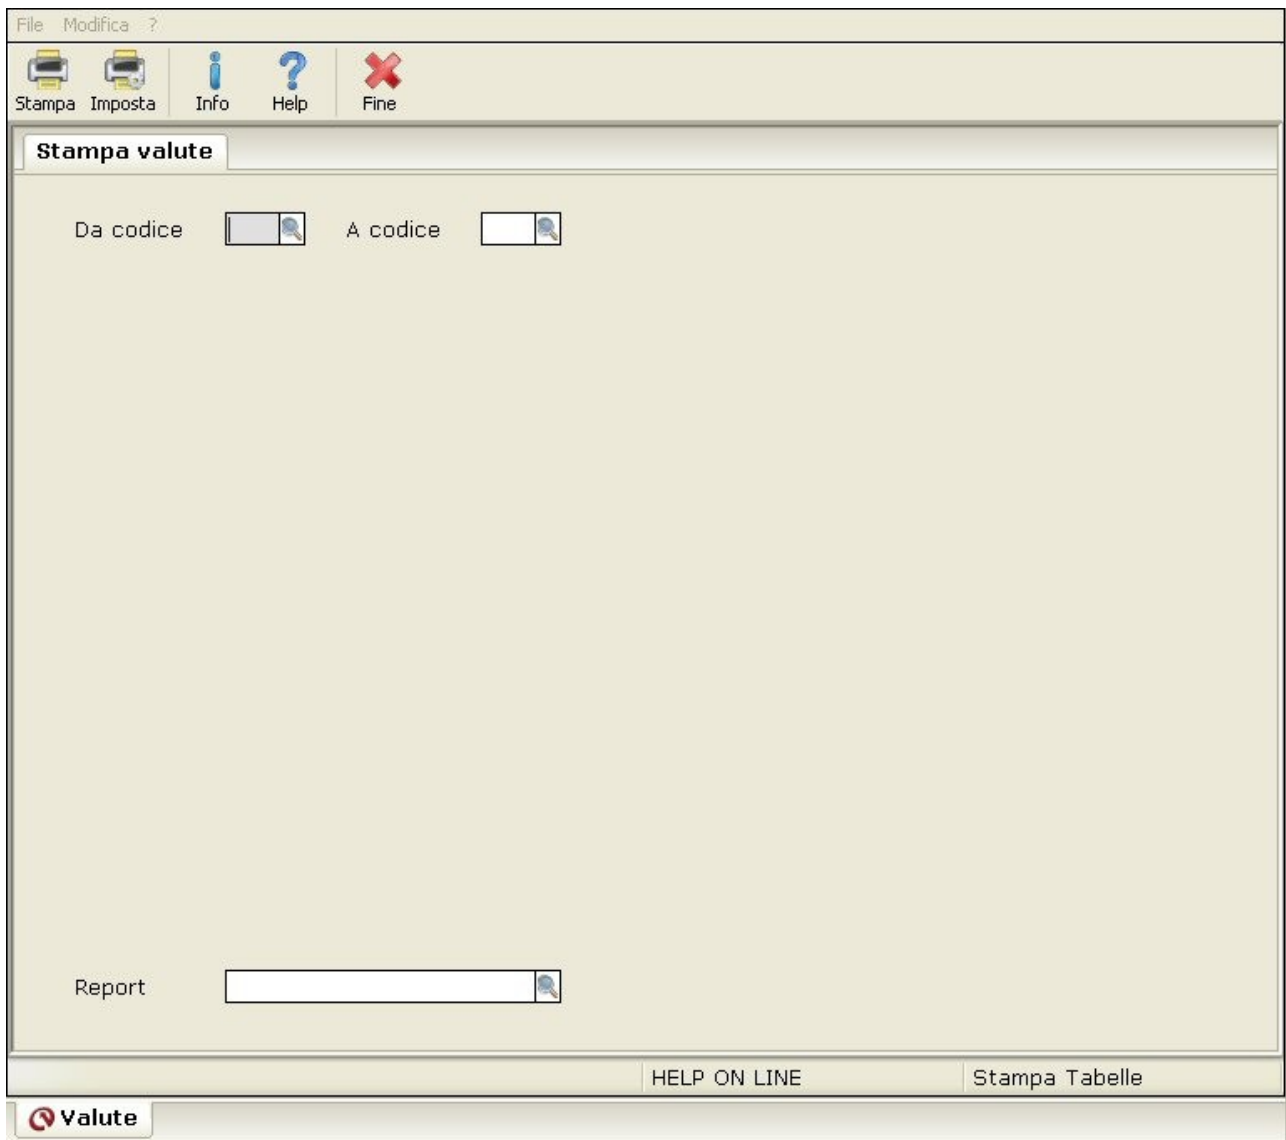 File Modifica ?
Stampa Imposta Info Help Fine
Stampa valute
Da codice A codice
Report
HELP ON LINE Stampa Tabelle
Valute